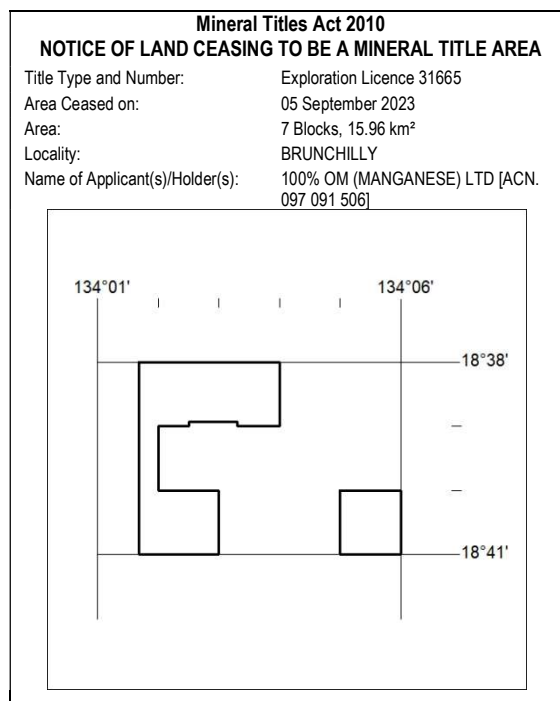 Mineral Titles Act 2010
NOTICE OF LAND CEASING TO BE A MINERAL TITLE AREA
Title Type and Number: Exploration Licence 31665
Area Ceased on: 05 September 2023
Area: 7 Blocks, 15.96 km²
Locality: BRUNCHILLY
Name of Applicant(s)/Holder(s): 100% OM (MANGANESE) LTD [ACN.
097 091 506]
134°01' 134°06'
18°38'
18°41'